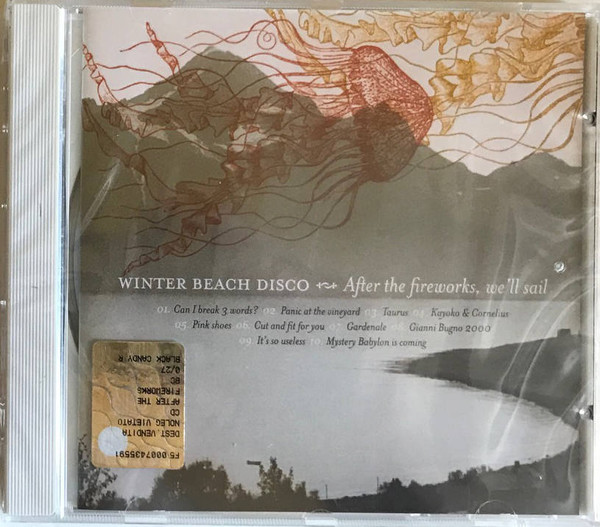 WINTER BEACH DISCO After the fireworks, we'll sail
01. Can I break 3 words? 02. Panic at the vineyard 03. Taurus 04. Kayoko & Cornelius
05. Pink shoes 06. Cut and fit for you 07. Gardenale 08. Gianni Bugno 2000
09. It's so useless 10. Mystery Babylon is coming
F5 0007435591
DEST. VENDITA
NOLEG VIETATO
CD
AFTER THE
FIREWORKS
BC
0/27
BLACK CANDY R